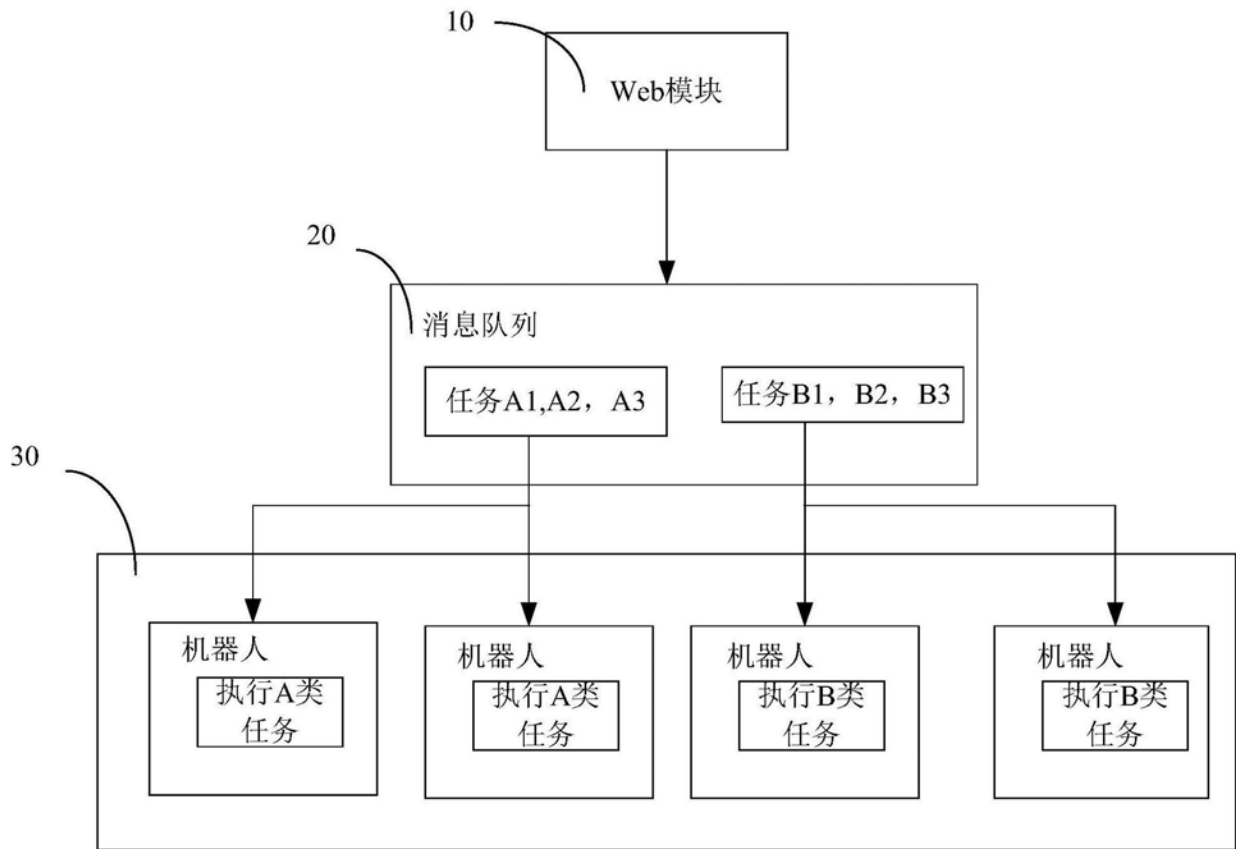 10
Web模块
20
消息队列
任务A1,A2，A3
任务B1，B2，B3
30
机器人
执行A类
任务
机器人
执行A类
任务
机器人
执行B类
任务
机器人
执行B类
任务